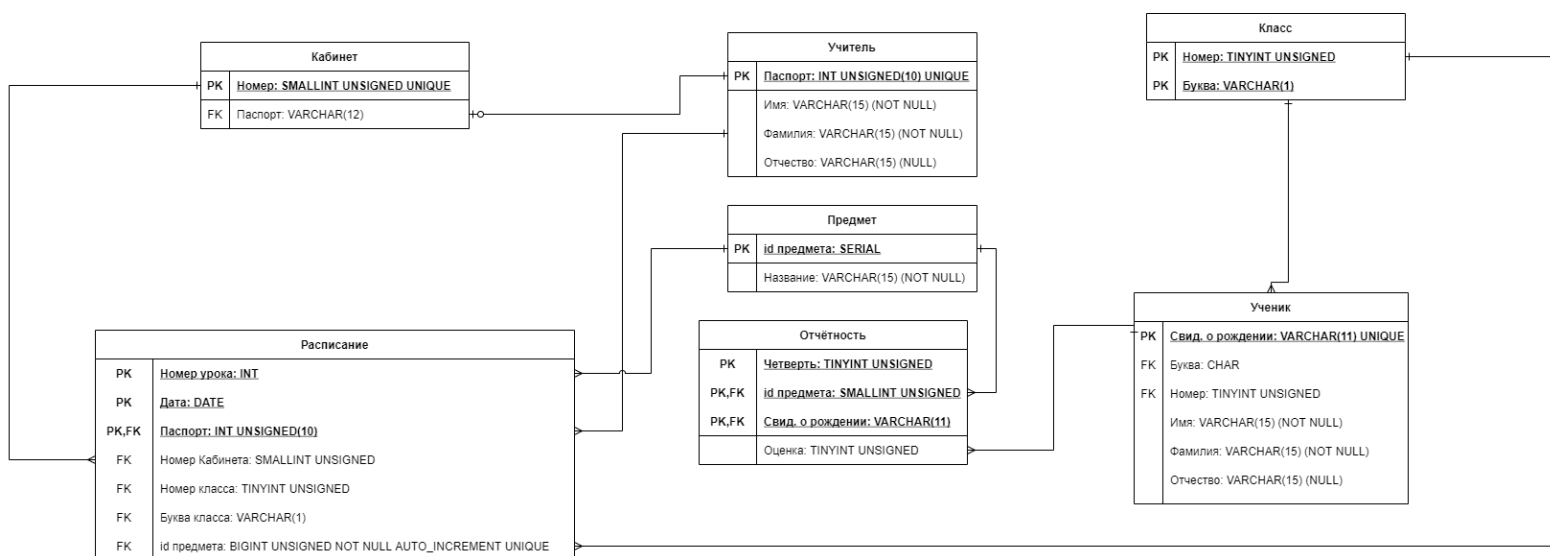 Кабинет
PK Номер: SMALLINT UNSIGNED UNIQUE
FK Паспорт: VARCHAR(12)
Учитель
PK Паспорт: INT UNSIGNED(10) UNIQUE
Имя: VARCHAR(15) (NOT NULL)
Фамилия: VARCHAR(15) (NOT NULL)
Отчество: VARCHAR(15) (NULL)
Класс
PK Номер: TINYINT UNSIGNED
PK Буква: VARCHAR(1)
Предмет
PK id предмета: SERIAL
Название: VARCHAR(15) (NOT NULL)
Расписание
PK Номер урока: INT
PK Дата: DATE
PK,FK Паспорт: INT UNSIGNED(10)
FK Номер Кабинета: SMALLINT UNSIGNED
FK Номер класса: TINYINT UNSIGNED
FK Буква класса: VARCHAR(1)
FK id предмета: BIGINT UNSIGNED NOT NULL AUTO_INCREMENT UNIQUE
Отчётность
PK Четверть: TINYINT UNSIGNED
PK,FK id предмета: SMALLINT UNSIGNED
PK,FK Свид. о рождении: VARCHAR(11)
Оценка: TINYINT UNSIGNED
Ученик
PK Свид. о рождении: VARCHAR(11) UNIQUE
FK Буква: CHAR
FK Номер: TINYINT UNSIGNED
Имя: VARCHAR(15) (NOT NULL)
Фамилия: VARCHAR(15) (NOT NULL)
Отчество: VARCHAR(15) (NULL)